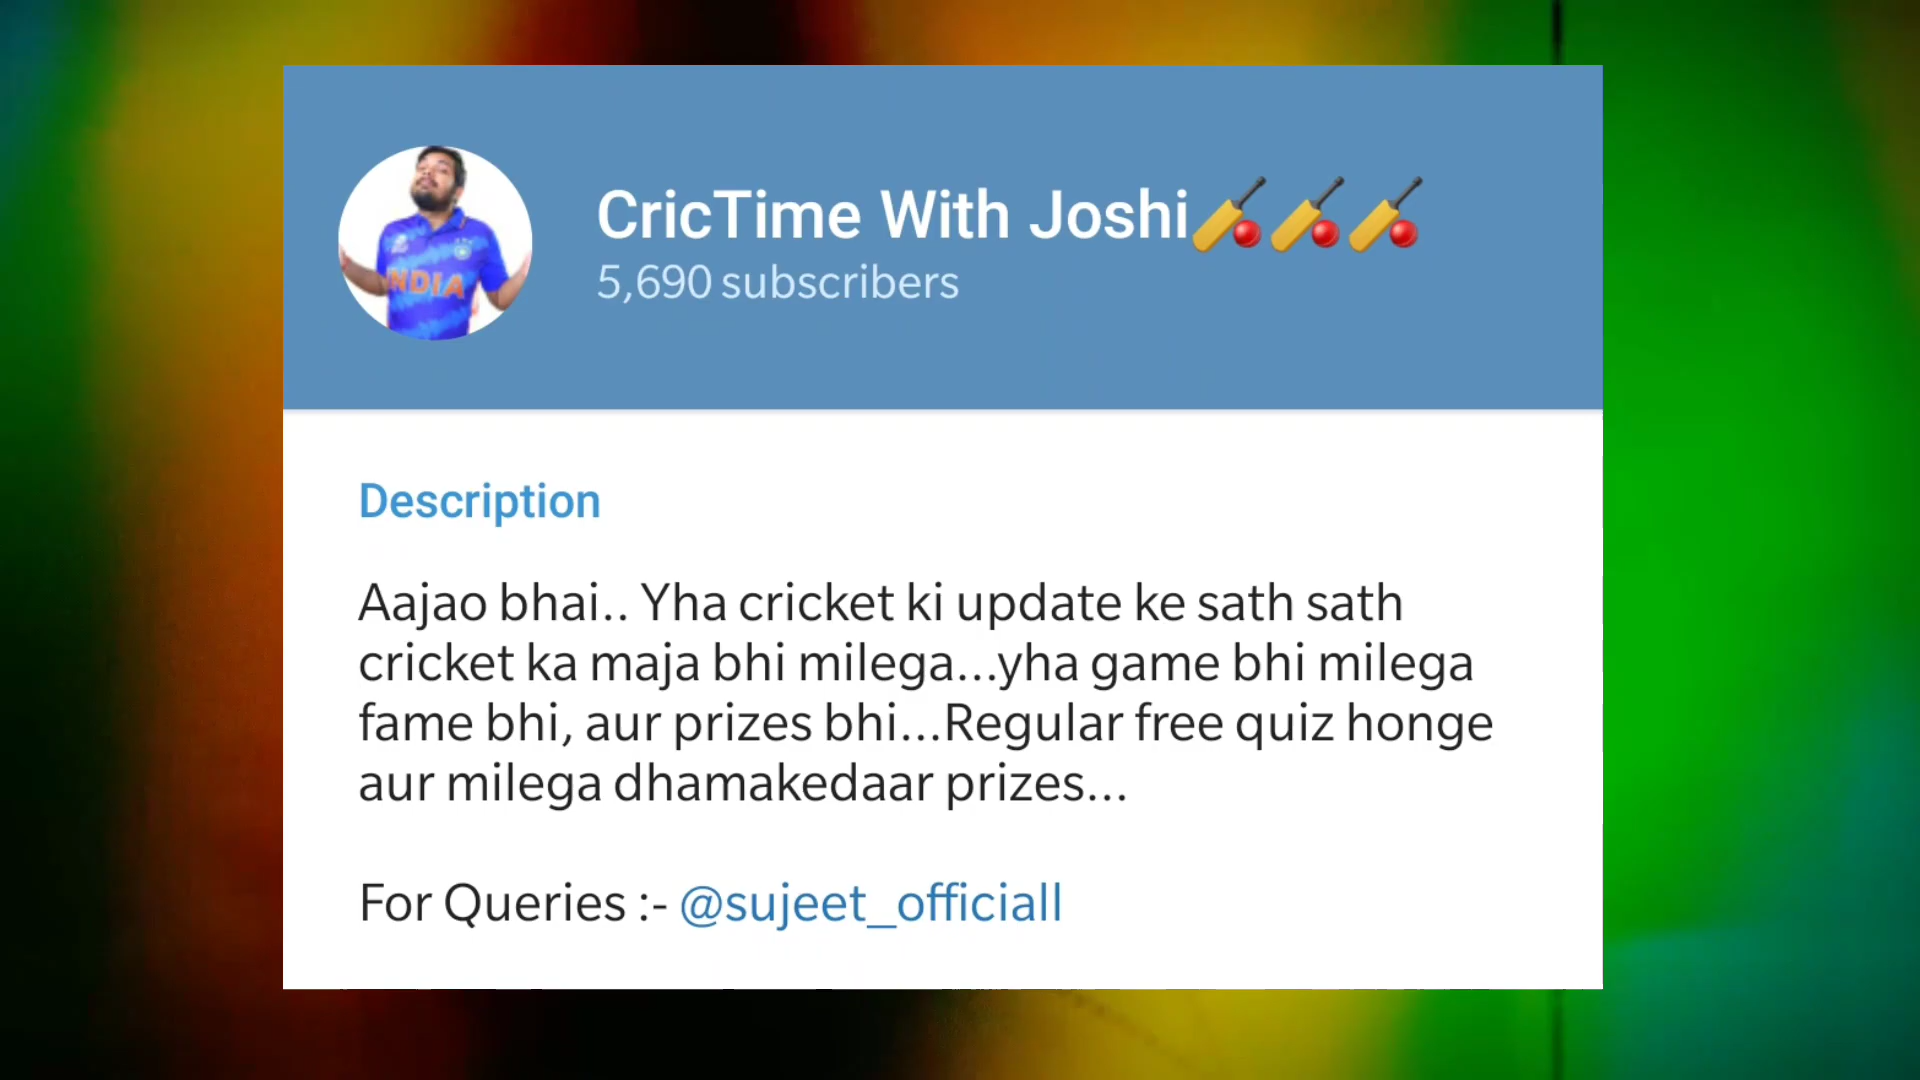 CricTime With Joshi🏏🏏🏏
5,690 subscribers
INDIA
Description
Aajao bhai.. Yha cricket ki update ke sath sath
cricket ka maja bhi milega...yha game bhi milega
fame bhi, aur prizes bhi...Regular free quiz honge
aur milega dhamakedaar prizes...
For Queries :- @sujeet_officiall